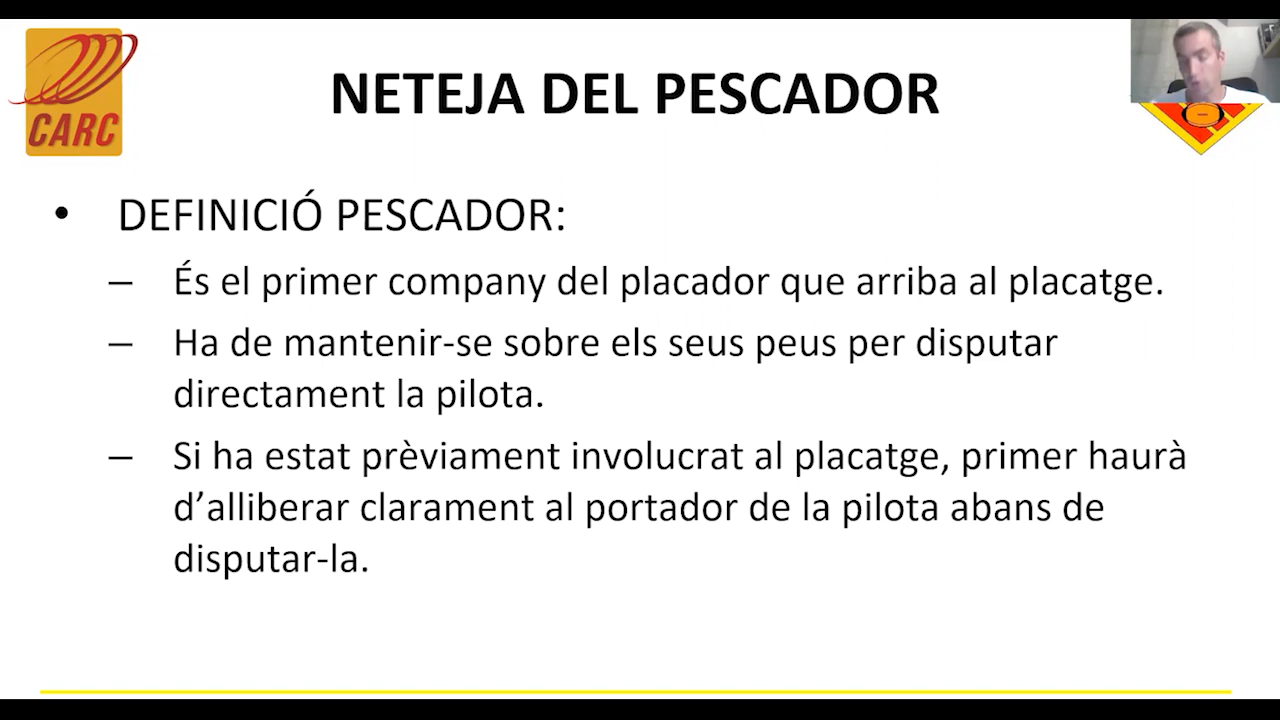 CARC
NETEJA DEL PESCADOR
• DEFINICIÓ PESCADOR:
– És el primer company del placador que arriba al placatge.
– Ha de mantenir-se sobre els seus peus per disputar
directament la pilota.
– Si ha estat prèviament involucrat al placatge, primer haurà
d’alliberar clarament al portador de la pilota abans de
disputar-la.